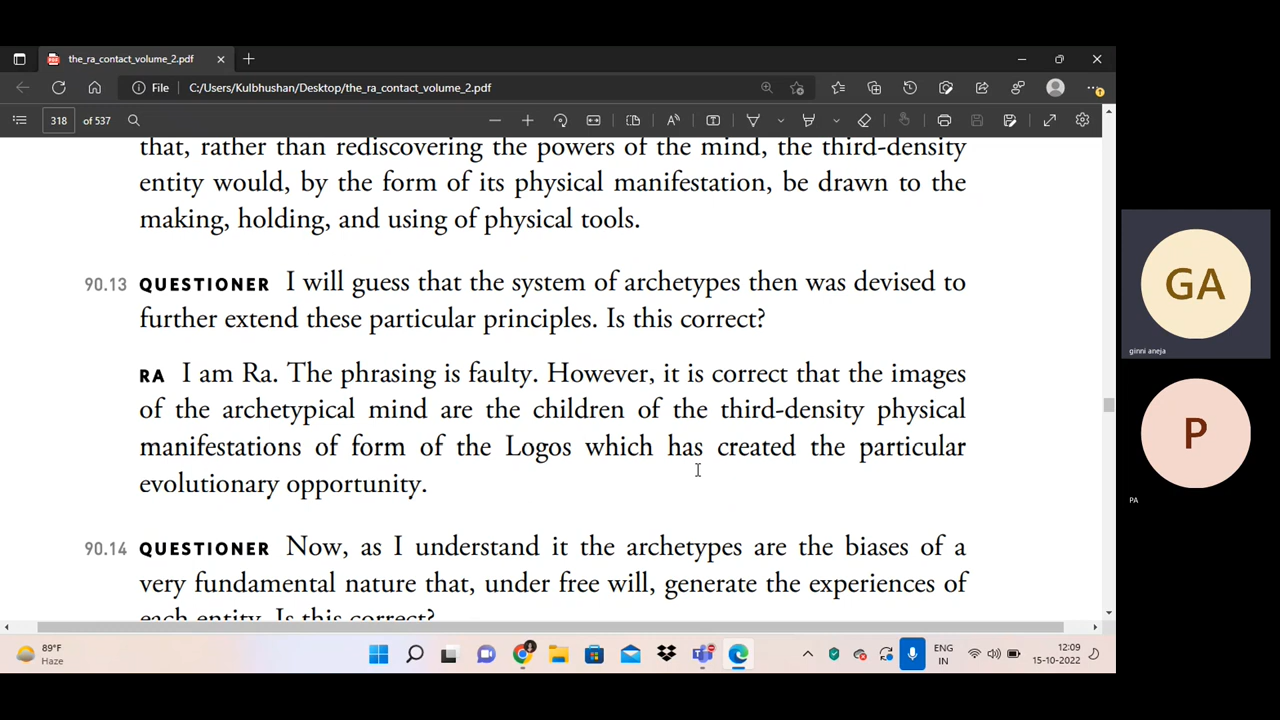 the_ra_contact_volume_2.pdf
File C:/Users/Kulbhushan/Desktop/the_ra_contact_volume_2.pdf
318 of 537
that, rather than rediscovering the powers of the mind, the third-density
entity would, by the form of its physical manifestation, be drawn to the
making, holding, and using of physical tools.
90.13 QUESTIONER I will guess that the system of archetypes then was devised to
further extend these particular principles. Is this correct?
RA I am Ra. The phrasing is faulty. However, it is correct that the images
of the archetypical mind are the children of the third-density physical
manifestations of form of the Logos which has created the particular
evolutionary opportunity.
90.14 QUESTIONER Now, as I understand it the archetypes are the biases of a
very fundamental nature that, under free will, generate the experiences of
each entity. Is this correct?
GA
ginni aneja
P
PA
89°F
Haze
ENG
IN
12:09
15-10-2022